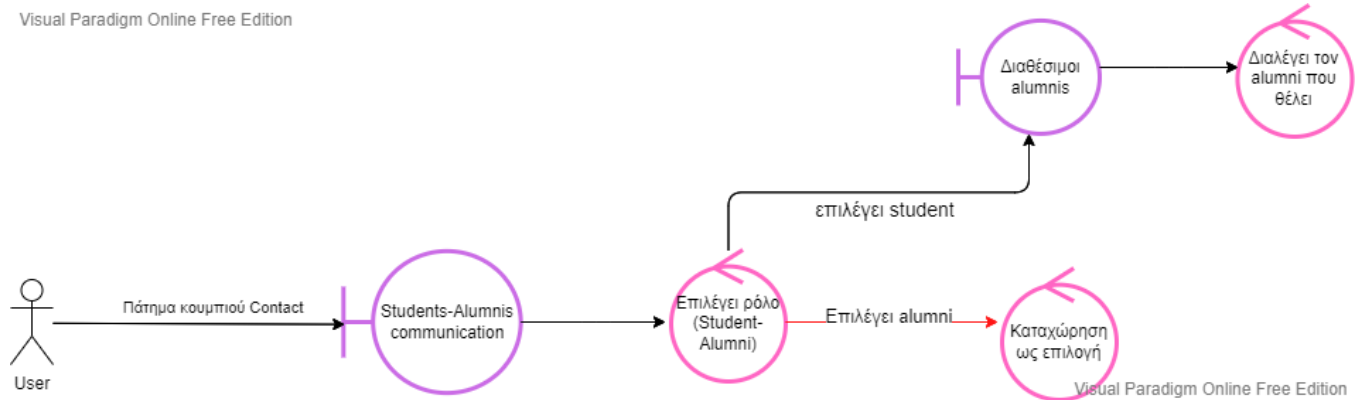 Visual Paradigm Online Free Edition
Διαθέσιμοι
alumnis
Διαλέγει τον
alumni που
θέλει
επιλέγει student
Πάτημα κουμπιού Contact
Students-Alumnis
communication
Επιλέγει ρόλο
(Student-
Alumni)
Επιλέγει alumni
Καταχώρηση
ως επιλογή
User
Visual Paradigm Online Free Edition